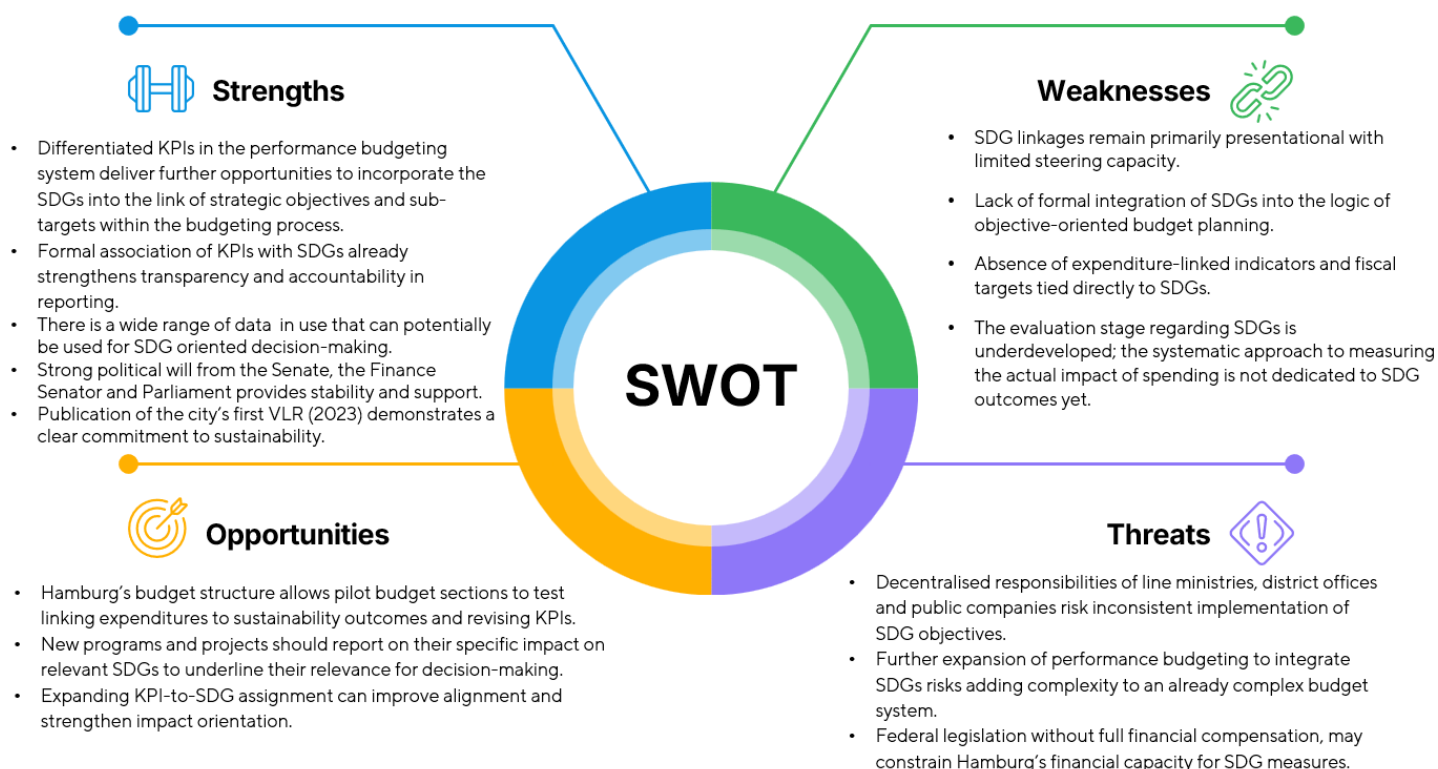 Strengths
• Differentiated KPIs in the performance budgeting
system deliver further opportunities to incorporate the
SDGs into the link of strategic objectives and sub-
targets within the budgeting process.
• Formal association of KPIs with SDGs already
strengthens transparency and accountability in
reporting.
• There is a wide range of data in use that can potentially
be used for SDG oriented decision-making.
• Strong political will from the Senate, the Finance
Senator and Parliament provides stability and support.
• Publication of the city's first VLR (2023) demonstrates a
clear commitment to sustainability.
Weaknesses
• SDG linkages remain primarily presentational with
limited steering capacity.
• Lack of formal integration of SDGs into the logic of
objective-oriented budget planning.
• Absence of expenditure-linked indicators and fiscal
targets tied directly to SDGs.
• The evaluation stage regarding SDGs is
underdeveloped; the systematic approach to measuring
the actual impact of spending is not dedicated to SDG
outcomes yet.
SWOT
Opportunities
• Hamburg's budget structure allows pilot budget sections to test
linking expenditures to sustainability outcomes and revising KPIs.
• New programs and projects should report on their specific impact on
relevant SDGs to underline their relevance for decision-making.
• Expanding KPI-to-SDG assignment can improve alignment and
strengthen impact orientation.
Threats
• Decentralised responsibilities of line ministries, district offices
and public companies risk inconsistent implementation of
SDG objectives.
• Further expansion of performance budgeting to integrate
SDGs risks adding complexity to an already complex budget
system.
• Federal legislation without full financial compensation, may
constrain Hamburg's financial capacity for SDG measures.